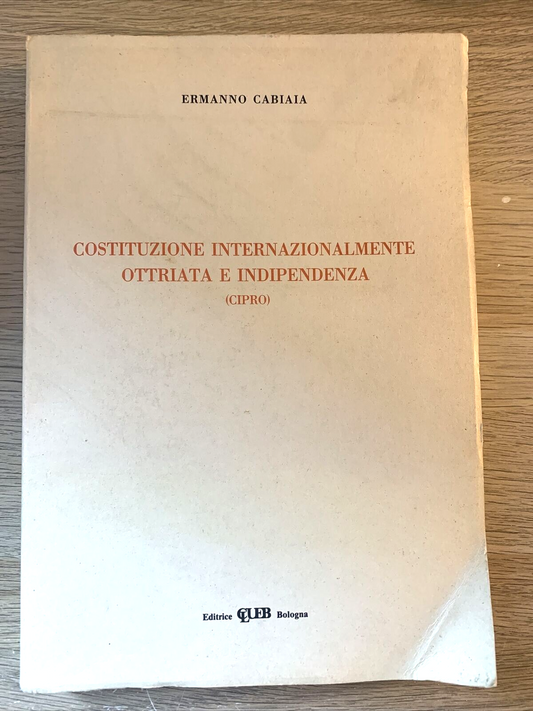 ERMANNO CABIAIA
COSTITUZIONE INTERNAZIONALMENTE
OTTRIATA E INDIPENDENZA
(CIPRO)
Editrice CLUEB Bologna